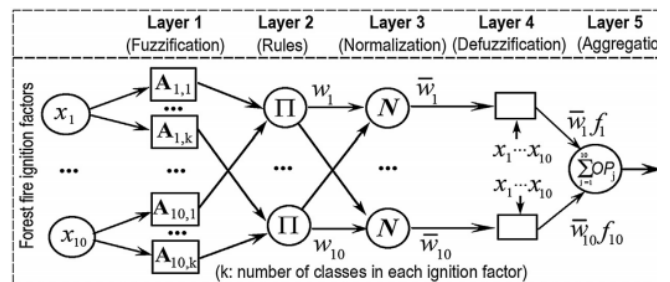 Layer 1 Layer 2 Layer 3 Layer 4 Layer 5
(Fuzzification) (Rules) (Normalization) (Defuzzification) (Aggregatio
Forest fire ignition factors
x₁ A₁,₁ Π w₁ N w̄₁ w̄₁f₁
...
A₁,k x₁⋯x₁₀
... ... ... ∑¹⁰ⱼ₌₁OPⱼ
x₁⋯x₁₀
A₁₀,₁
...
x₁₀ A₁₀,k Π w₁₀ N w̄₁₀ w̄₁₀f₁₀
(k: number of classes in each ignition factor)